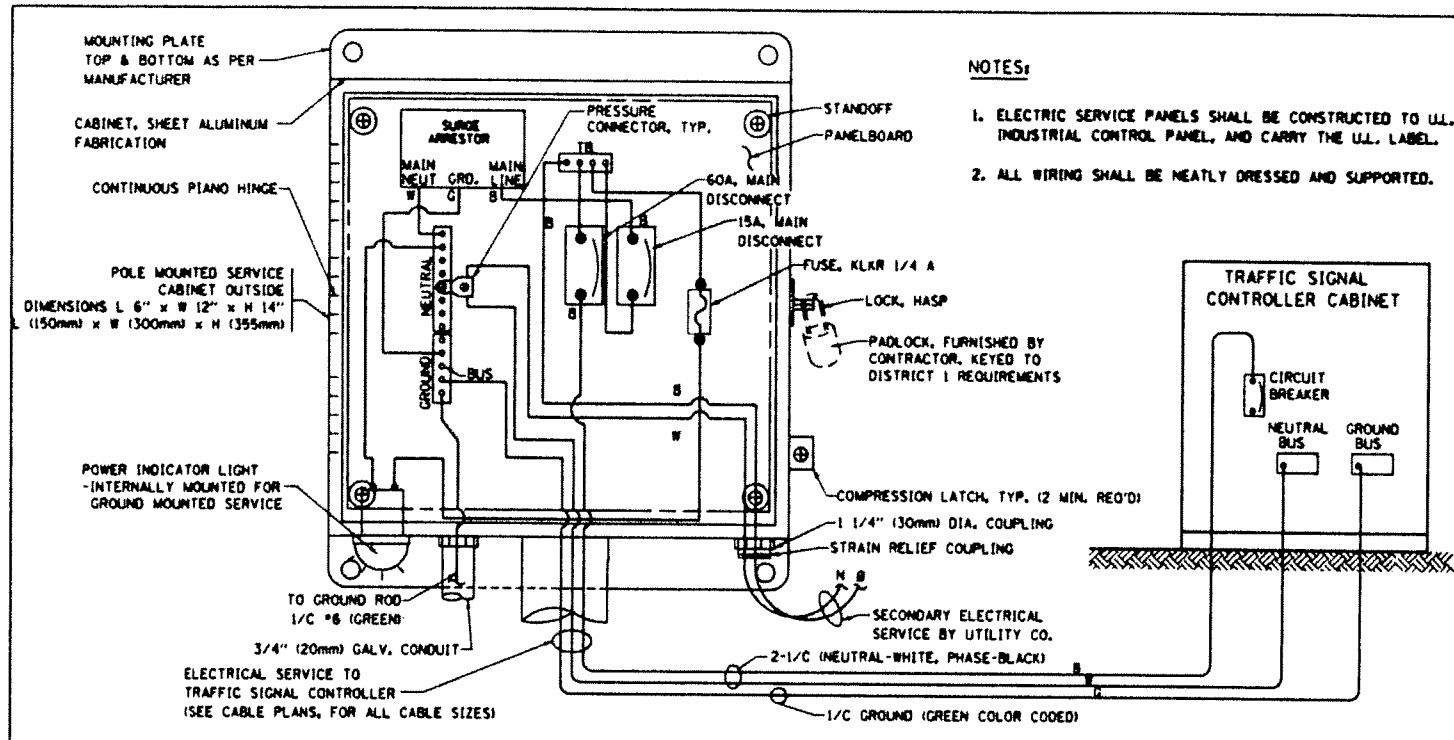 MOUNTING PLATE
TOP & BOTTOM AS PER
MANUFACTURER
CABINET, SHEET ALUMINUM
FABRICATION
CONTINUOUS PIANO HINGE
POLE MOUNTED SERVICE
CABINET OUTSIDE
DIMENSIONS L 6" x W 12" x H 14"
L (150mm) x W (300mm) x H (355mm)
POWER INDICATOR LIGHT
-INTERNALLY MOUNTED FOR
GROUND MOUNTED SERVICE
SURGE
ARRESTOR
MAIN
NEUT
GRD.
MAIN
LINE
W
G
B
PRESSURE
CONNECTOR, TYP.
TB
STANDOFF
PANELBOARD
60A, MAIN
DISCONNECT
15A, MAIN
DISCONNECT
B
B
B
FUSE, KLKR 1/4 A
LOCK, HASP
PADLOCK, FURNISHED BY
CONTRACTOR, KEYED TO
DISTRICT 1 REQUIREMENTS
NEUTRAL
GROUND
BUS
B
W
COMPRESSION LATCH, TYP. (2 MIN. REQ'D)
1 1/4" (30mm) DIA. COUPLING
STRAIN RELIEF COUPLING
N B
SECONDARY ELECTRICAL
SERVICE BY UTILITY CO.
TO GROUND ROD
1/C #6 (GREEN)
3/4" (20mm) GALV. CONDUIT
ELECTRICAL SERVICE TO
TRAFFIC SIGNAL CONTROLLER
(SEE CABLE PLANS, FOR ALL CABLE SIZES)
2-1/C (NEUTRAL-WHITE, PHASE-BLACK)
1/C GROUND (GREEN COLOR CODED)
B
W
G
NOTES:
1. ELECTRIC SERVICE PANELS SHALL BE CONSTRUCTED TO U.L.
INDUSTRIAL CONTROL PANEL, AND CARRY THE U.L. LABEL.
2. ALL WIRING SHALL BE NEATLY DRESSED AND SUPPORTED.
TRAFFIC SIGNAL
CONTROLLER CABINET
CIRCUIT
BREAKER
NEUTRAL
BUS
GROUND
BUS